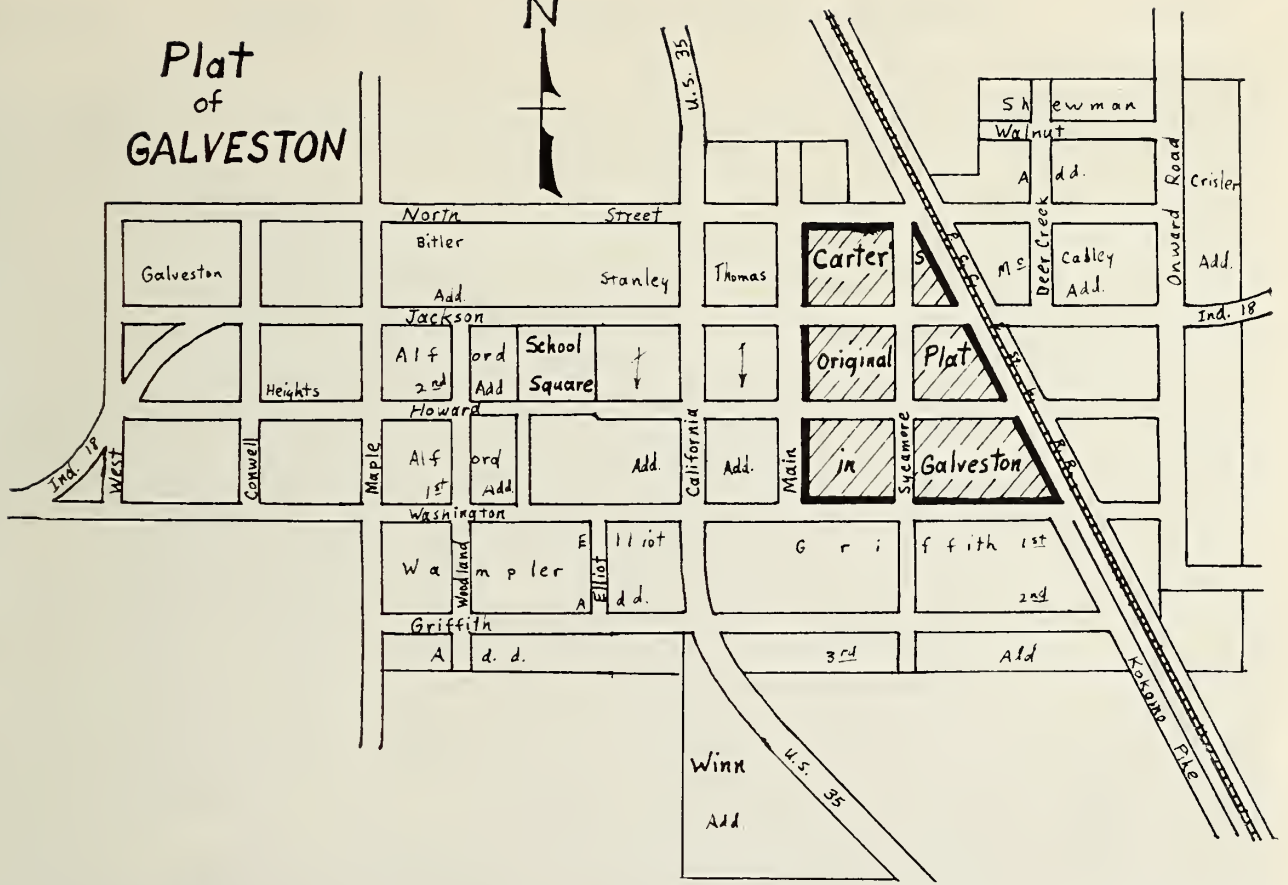 Plat
of
GALVESTON
N
U.S. 35
Sh ewman
Walnut
A dd.
Deer Creek
Onward Road
Crisler
Add.
North Street
Bitler
Add.
Stanley
Thomas
Carter S
Mc Cadley
Add.
Ind. 18
Galveston
Heights
Jackson
Alf ord
2nd Add
School
Square
Original Plat
P. C. C. &
St. L.
R.R.
Howard
West
Conwell
Maple
Alf ord
1st Add.
Add.
California
Add.
Main
in
Sycamore
Galveston
Ind. 18
Washington
Wa mpler
Woodland
A d. d.
E lliot
Elliot
A dd.
Griffith 1st
2nd
3rd Add
Griffith
Kokomo Pike
Winn
Add.
U.S. 35